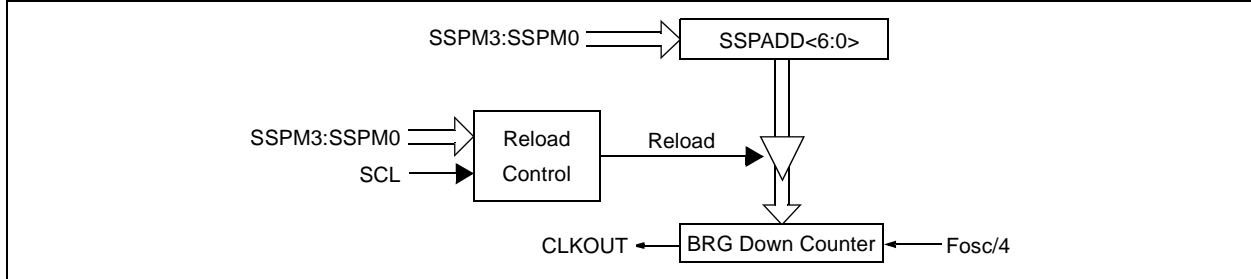 SSPM3:SSPM0
SSPADD<6:0>
SSPM3:SSPM0
SCL
Reload
Control
Reload
CLKOUT
BRG Down Counter
Fosc/4